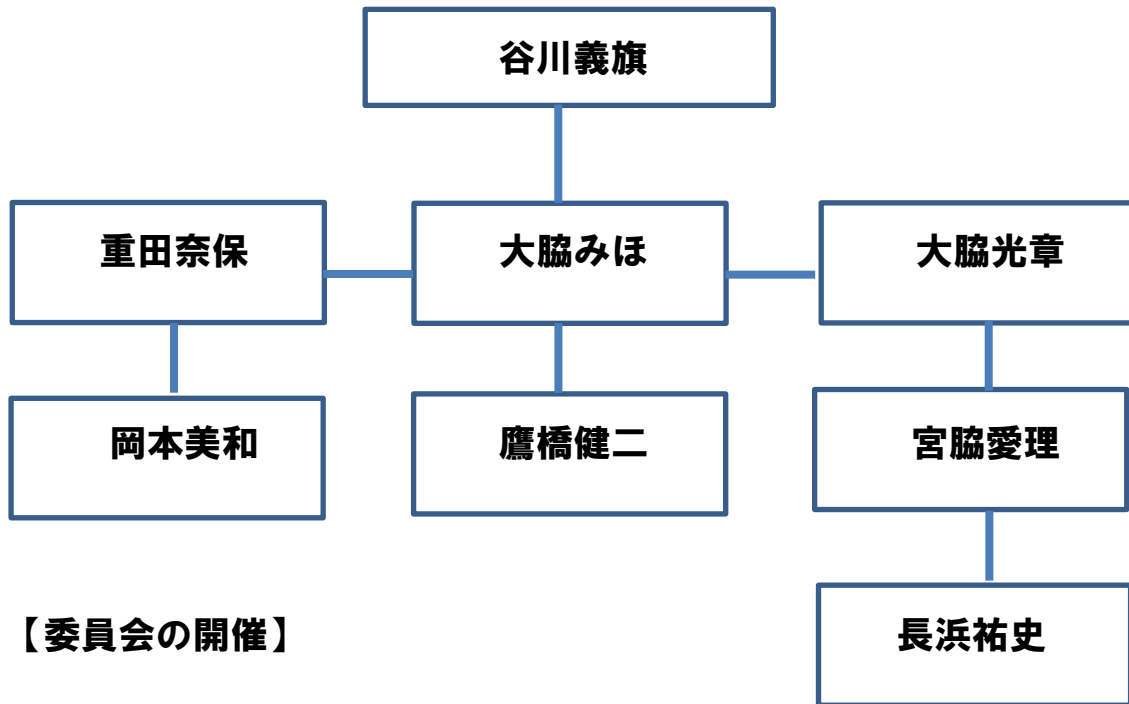 谷川義旗
重田奈保
大脇みほ
大脇光章
岡本美和
鷹橋健二
宮脇愛理
【委員会の開催】
長浜祐史